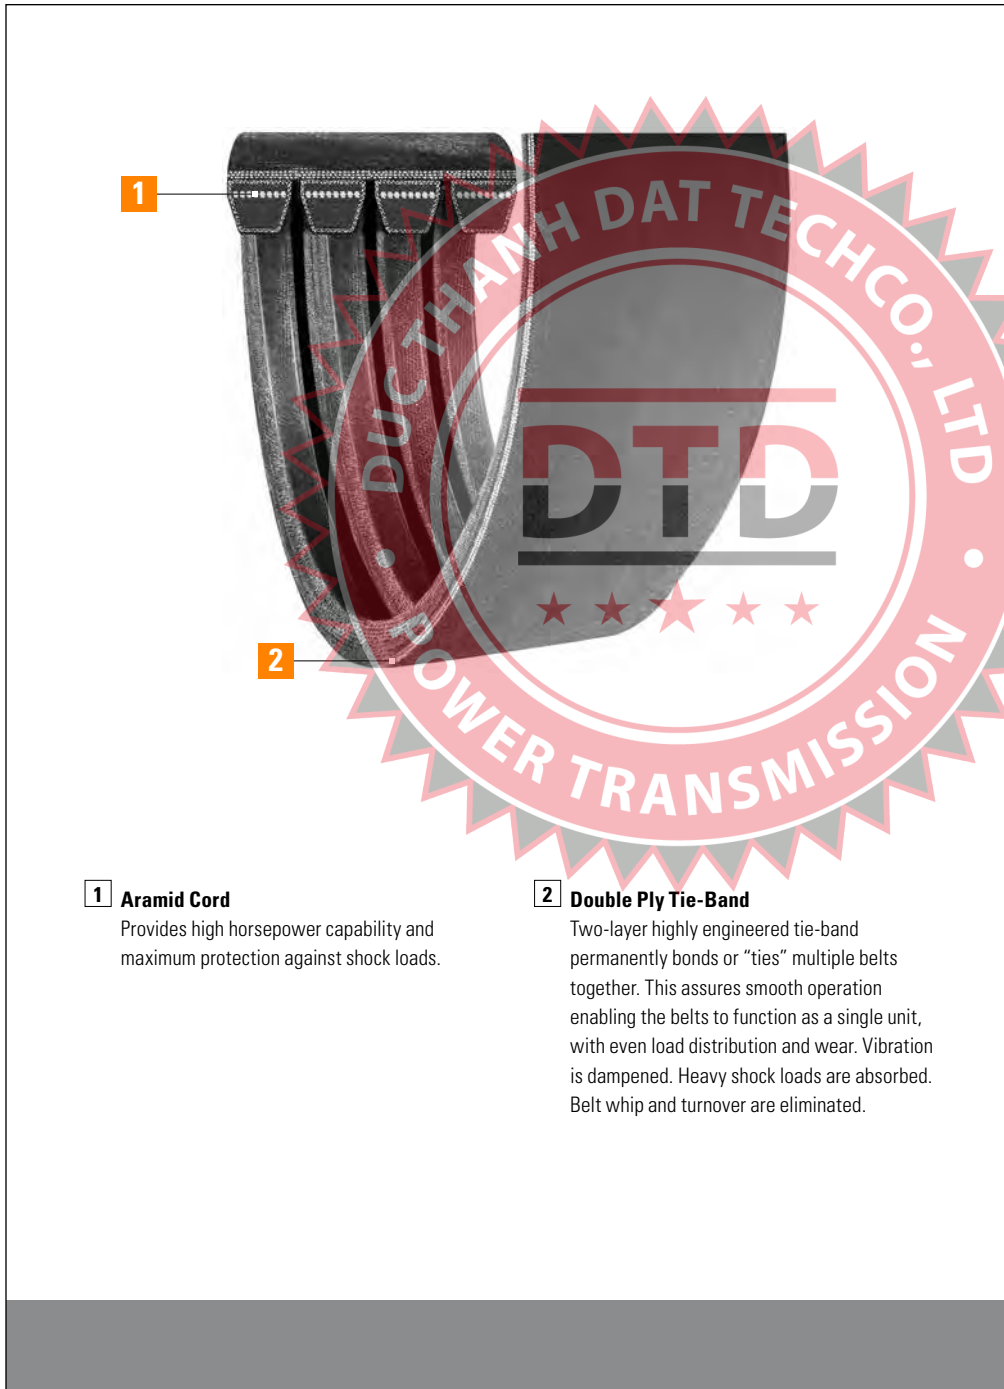 1
DUC THANH DAT TECHCO., LTD
DTD
2
POWER TRANSMISSION
1 Aramid Cord
Provides high horsepower capability and
maximum protection against shock loads.
2 Double Ply Tie-Band
Two-layer highly engineered tie-band
permanently bonds or “ties” multiple belts
together. This assures smooth operation
enabling the belts to function as a single unit,
with even load distribution and wear. Vibration
is dampened. Heavy shock loads are absorbed.
Belt whip and turnover are eliminated.